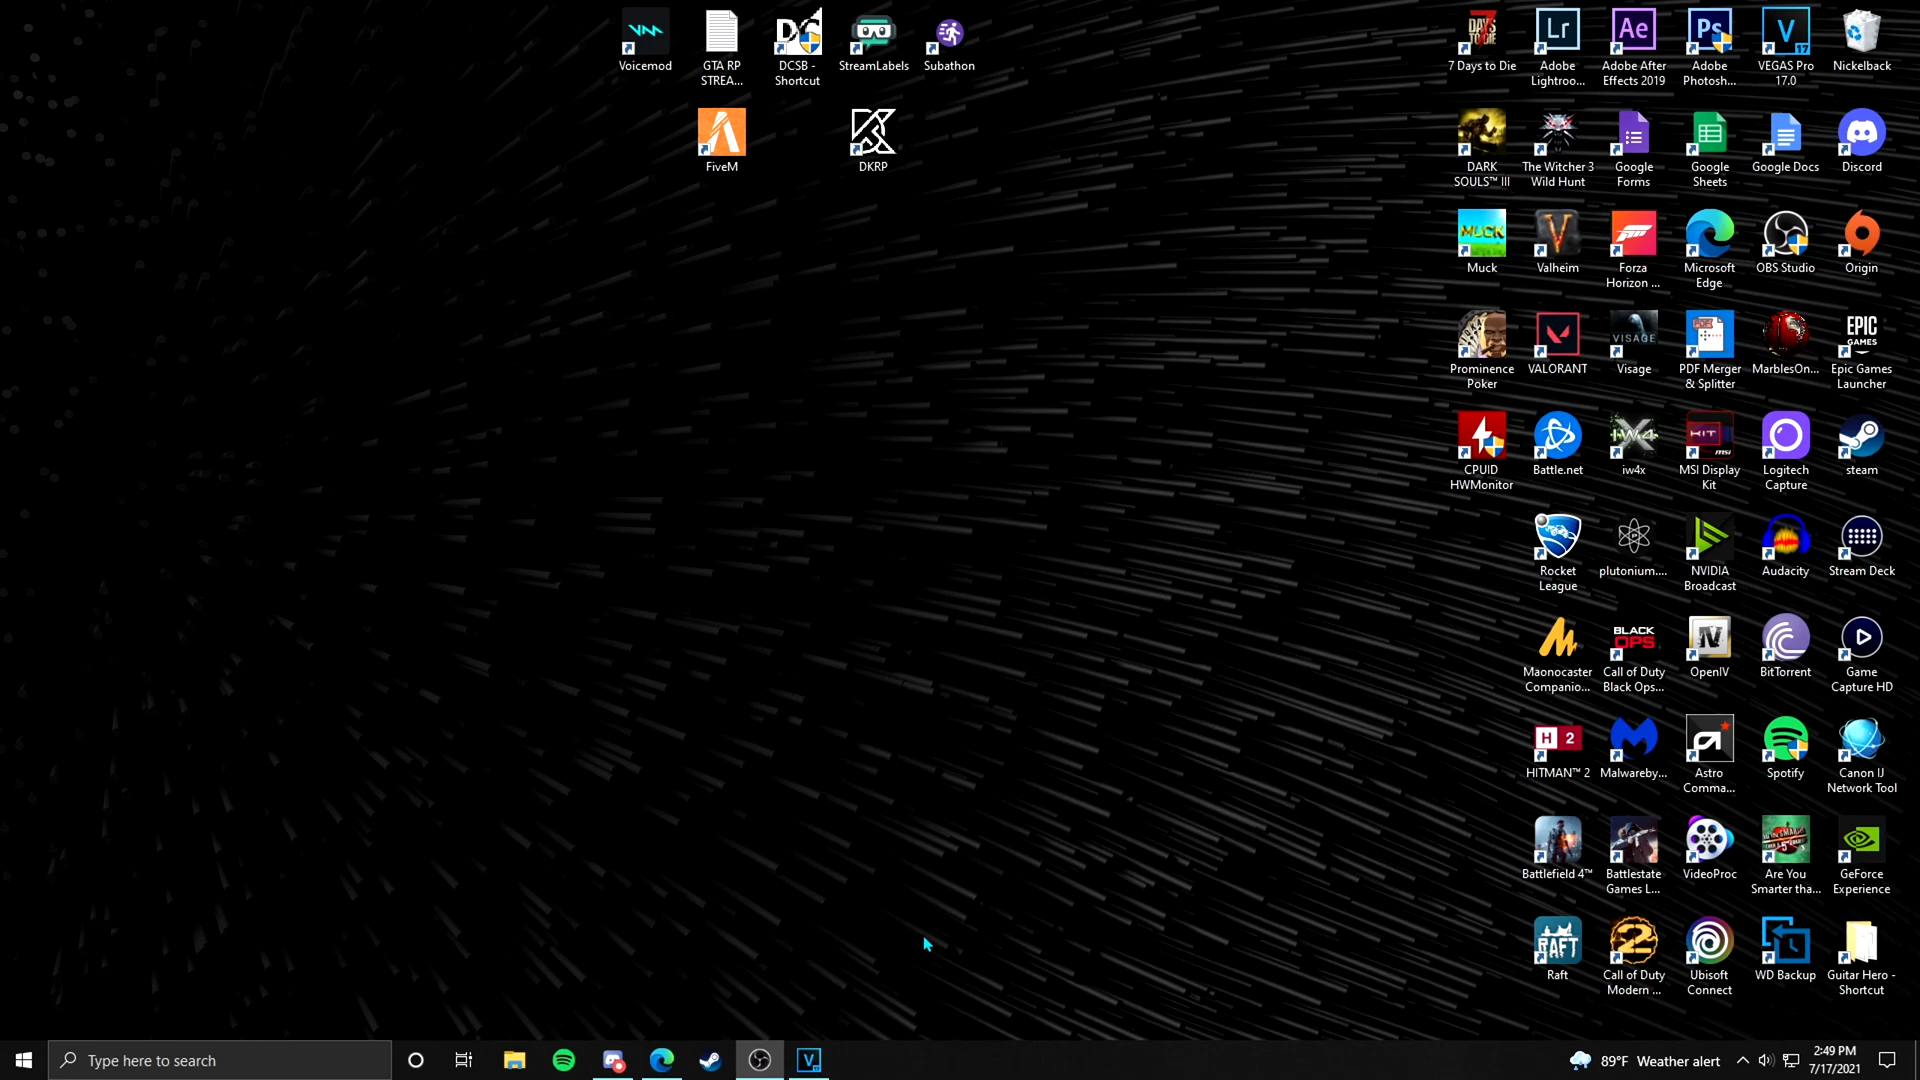 Voicemod
GTA RP
STREA...
DCSB -
Shortcut
StreamLabels
Subathon
7 Days to Die
Adobe
Lightroo...
Adobe After
Effects 2019
Adobe
Photosh...
VEGAS Pro
17.0
Nickelback
FiveM
DKRP
DARK
SOULS™ III
The Witcher 3
Wild Hunt
Google
Forms
Google
Sheets
Google Docs
Discord
Muck
Valheim
Forza
Horizon ...
Microsoft
Edge
OBS Studio
Origin
Prominence
Poker
VALORANT
Visage
PDF Merger
& Splitter
MarblesOn...
Epic Games
Launcher
CPUID
HWMonitor
Battle.net
iw4x
MSI Display
Kit
Logitech
Capture
steam
Rocket
League
plutonium....
NVIDIA
Broadcast
Audacity
Stream Deck
Maonocaster
Companio...
Call of Duty
Black Ops...
OpenIV
BitTorrent
Game
Capture HD
HITMAN™ 2
Malwareby...
Astro
Comma...
Spotify
Canon IJ
Network Tool
Battlefield 4™
Battlestate
Games L...
VideoProc
Are You
Smarter tha...
GeForce
Experience
Raft
Call of Duty
Modern ...
Ubisoft
Connect
WD Backup
Guitar Hero -
Shortcut
Type here to search
89°F Weather alert
2:49 PM
7/17/2021